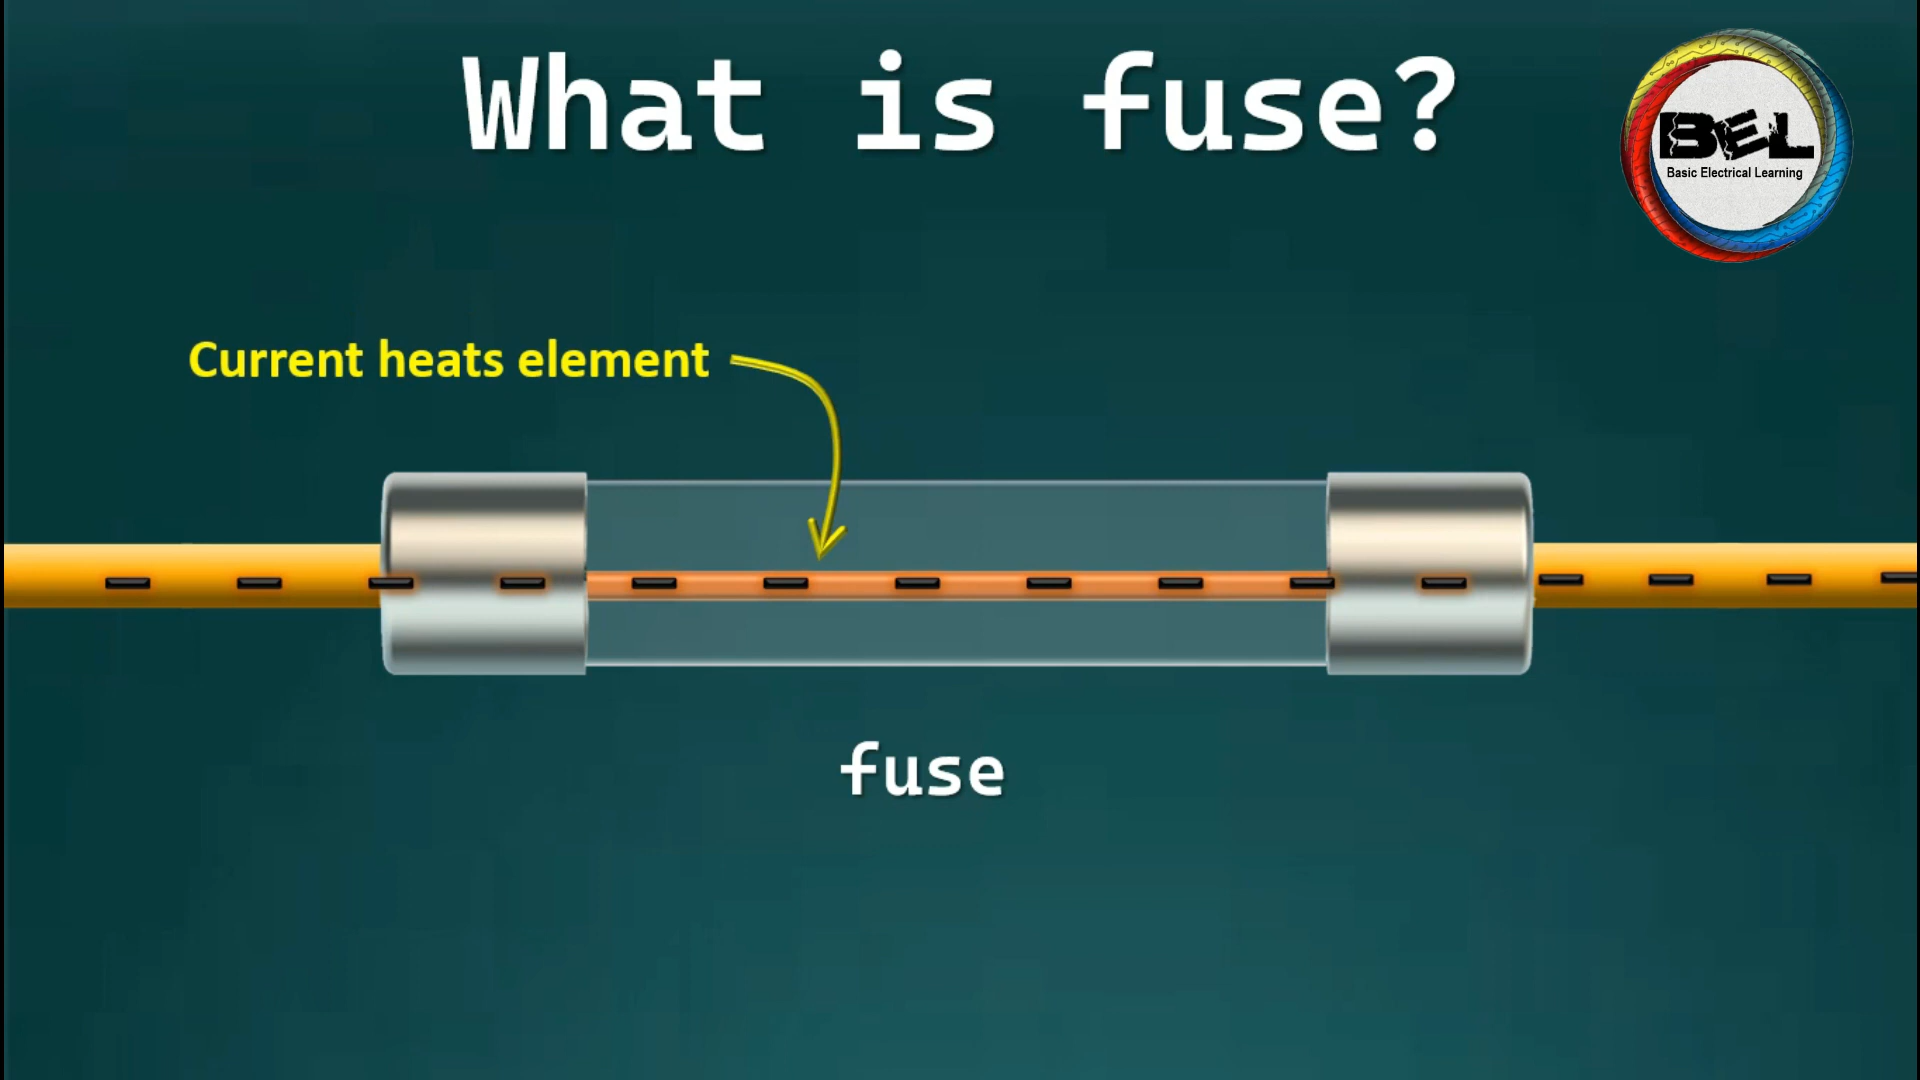 What is fuse?
BEL
Basic Electrical Learning
Current heats element
fuse